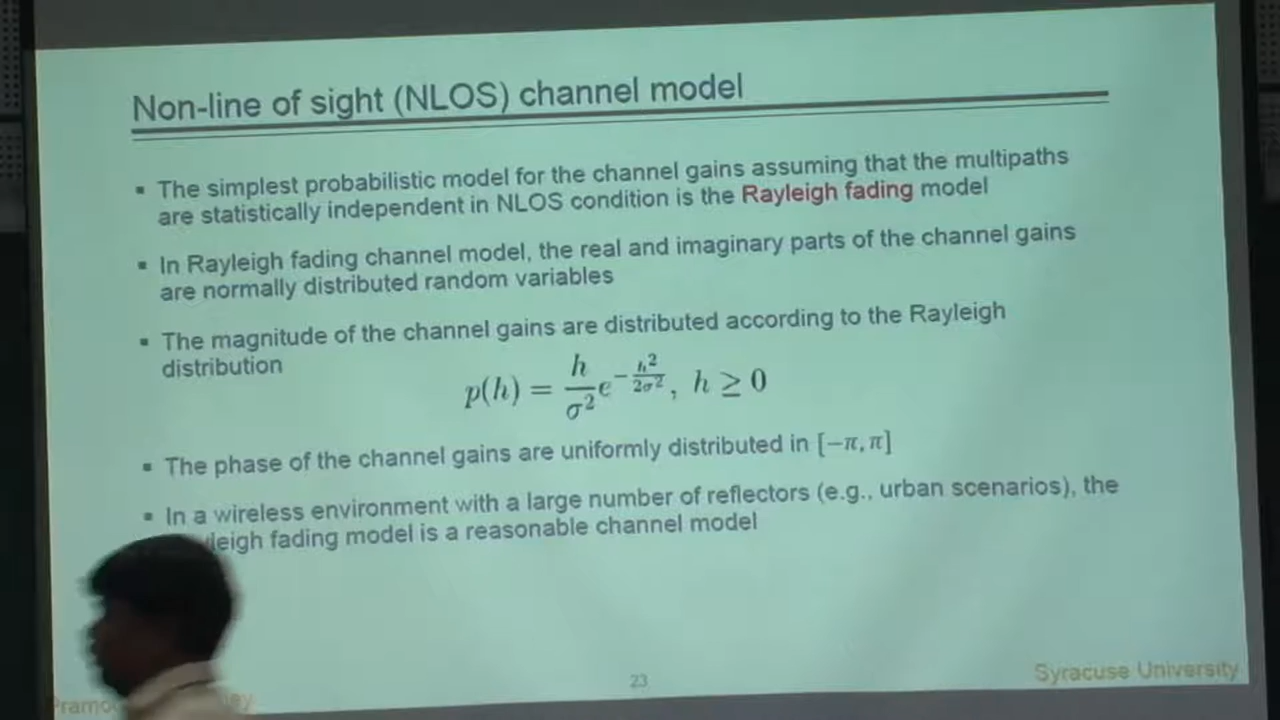 Non-line of sight (NLOS) channel model
▪ The simplest probabilistic model for the channel gains assuming that the multipaths
are statistically independent in NLOS condition is the Rayleigh fading model
▪ In Rayleigh fading channel model, the real and imaginary parts of the channel gains
are normally distributed random variables
▪ The magnitude of the channel gains are distributed according to the Rayleigh
distribution
p(h) = h/σ² e^(−h²/2σ²), h ≥ 0
▪ The phase of the channel gains are uniformly distributed in [−π, π]
▪ In a wireless environment with a large number of reflectors (e.g., urban scenarios), the
fading model is a reasonable channel model
23
Syracuse University